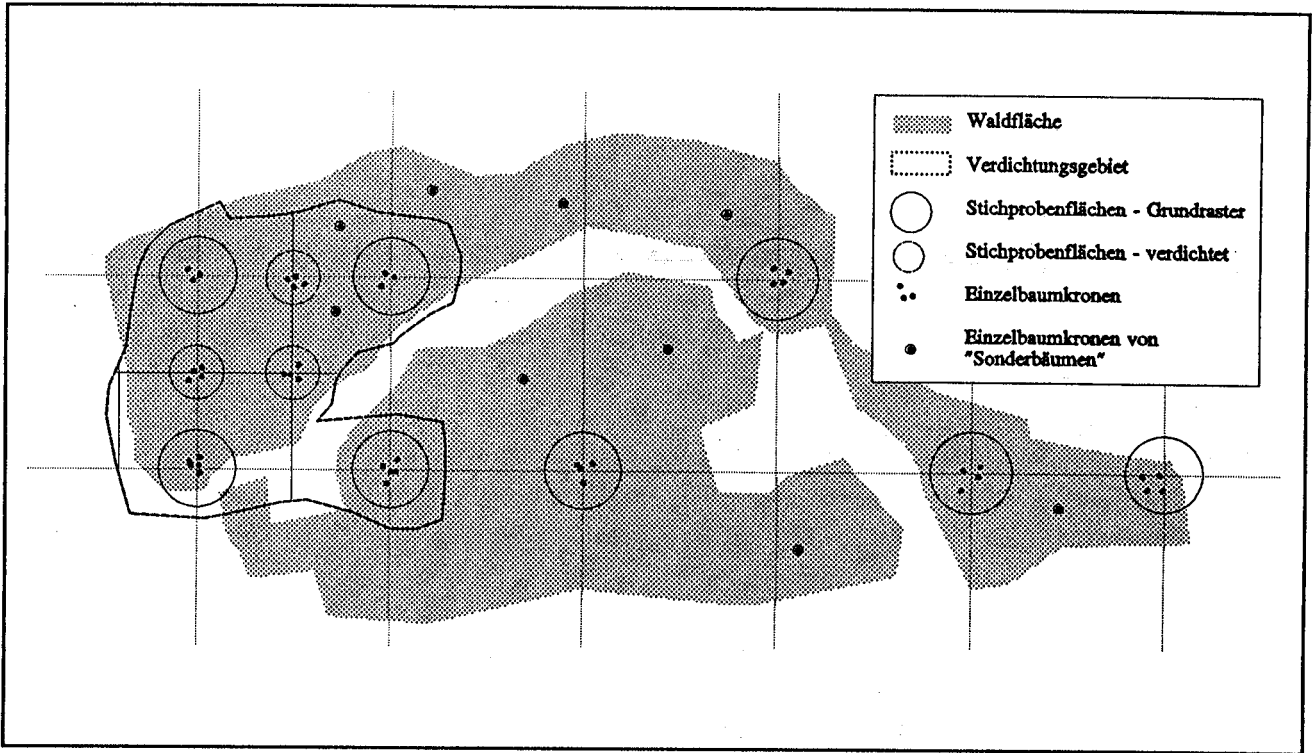 Waldfläche
Verdichtungsgebiet
Stichprobenflächen - Grundraster
Stichprobenflächen - verdichtet
Einzelbaumkronen
Einzelbaumkronen von
"Sonderbäumen"